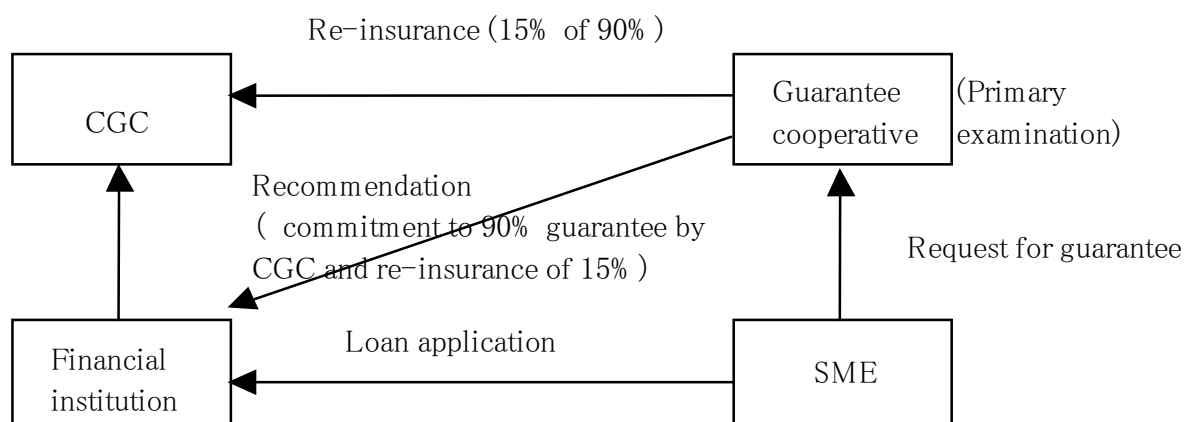 Re-insurance (15% of 90%)
CGC
Guarantee
cooperative
(Primary
examination)
Recommendation
( commitment to 90% guarantee by
CGC and re-insurance of 15%)
Request for guarantee
Financial
institution
Loan application
SME